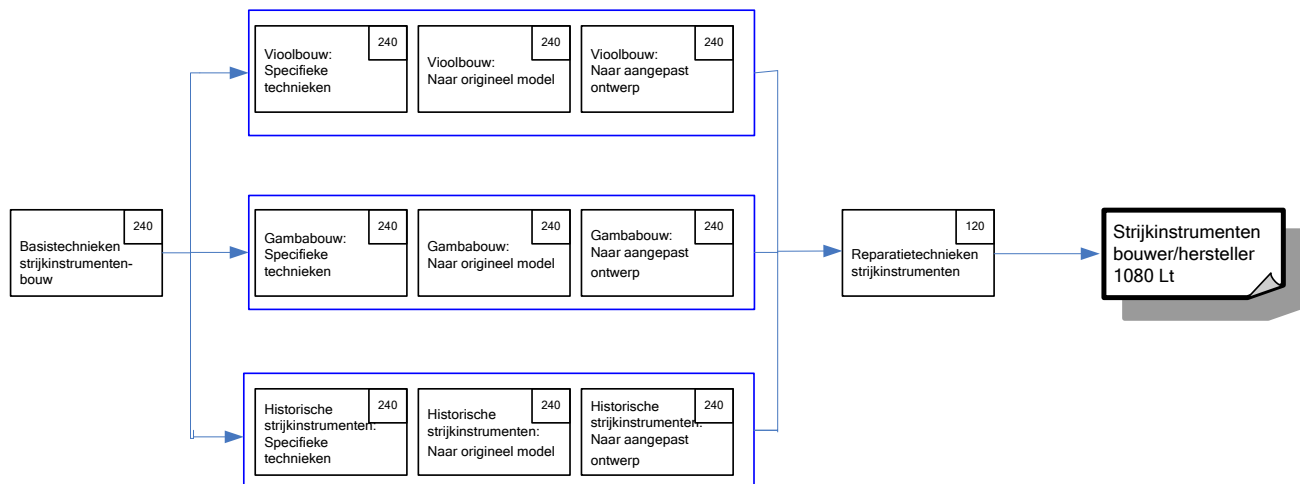 240
Vioolbouw:
Specifieke
technieken
240
Vioolbouw:
Naar origineel model
240
Vioolbouw:
Naar aangepast
ontwerp
240
Basistechnieken
strijkinstrumenten-
bouw
240
Gambabouw:
Specifieke
technieken
240
Gambabouw:
Naar origineel model
240
Gambabouw:
Naar aangepast
ontwerp
120
Reparatietechnieken
strijkinstrumenten
Strijkinstrumenten
bouwer/hersteller
1080 Lt
240
Historische
strijkinstrumenten:
Specifieke
technieken
240
Historische
strijkinstrumenten:
Naar origineel model
240
Historische
strijkinstrumenten:
Naar aangepast
ontwerp